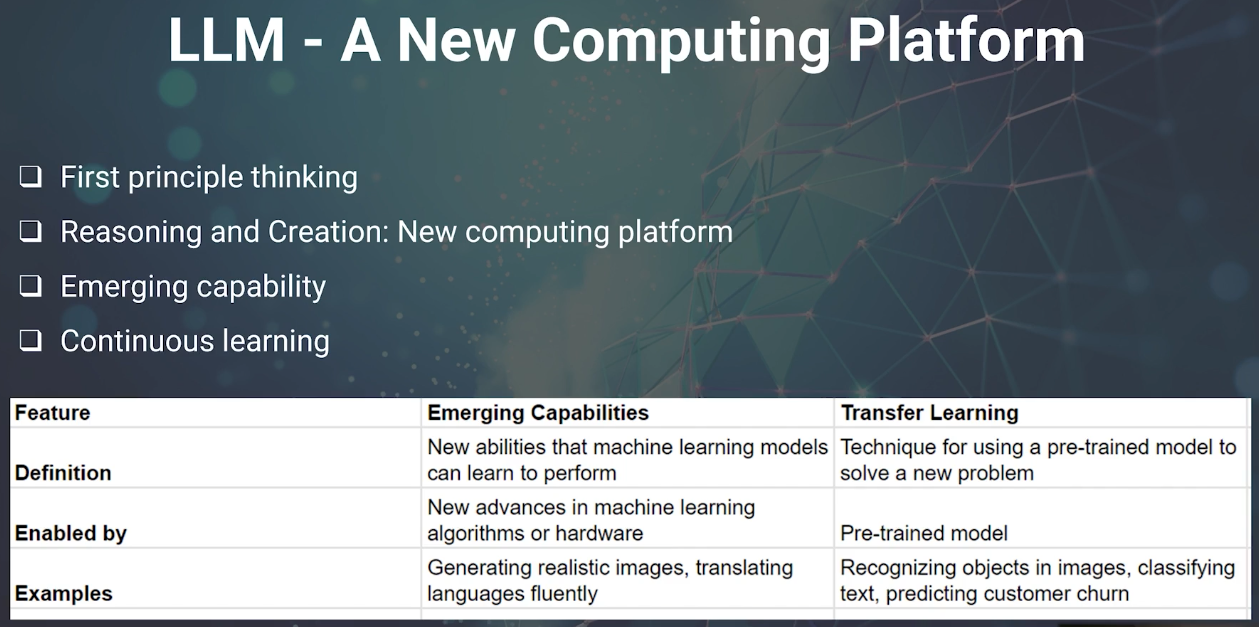 LLM - A New Computing Platform
❑ First principle thinking
❑ Reasoning and Creation: New computing platform
❑ Emerging capability
❑ Continuous learning
Feature Emerging Capabilities Transfer Learning
New abilities that machine learning models Technique for using a pre-trained model to
Definition can learn to perform solve a new problem
New advances in machine learning
Enabled by algorithms or hardware Pre-trained model
Generating realistic images, translating Recognizing objects in images, classifying
Examples languages fluently text, predicting customer churn